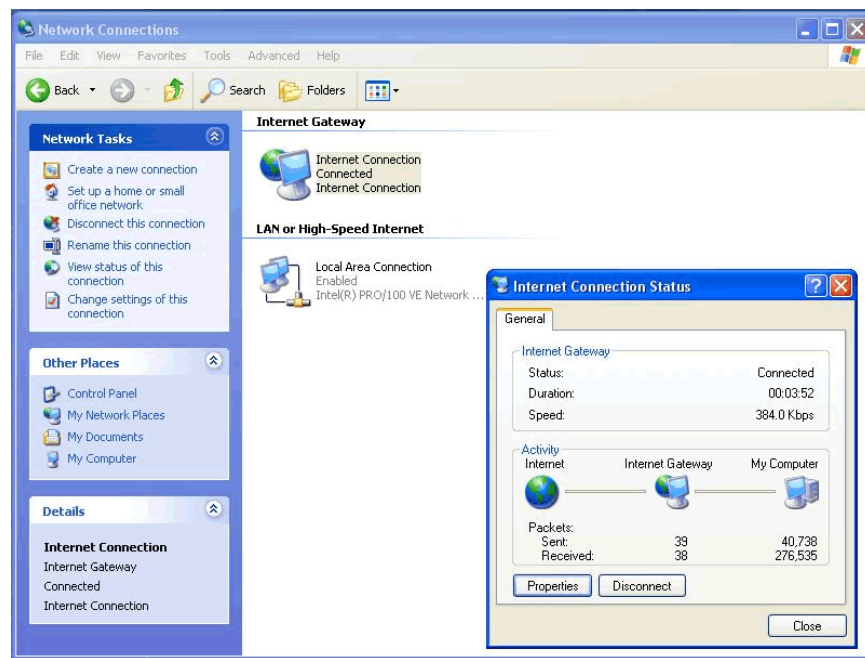 Network Connections
File Edit View Favorites Tools Advanced Help
Back Search Folders
Network Tasks
Create a new connection
Set up a home or small
office network
Disconnect this connection
Rename this connection
View status of this
connection
Change settings of this
connection
Other Places
Control Panel
My Network Places
My Documents
My Computer
Details
Internet Connection
Internet Gateway
Connected
Internet Connection
Internet Gateway
Internet Connection
Connected
Internet Connection
LAN or High-Speed Internet
Local Area Connection
Enabled
Intel(R) PRO/100 VE Network ...
Internet Connection Status
General
Internet Gateway
Status: Connected
Duration: 00:03:52
Speed: 384.0 Kbps
Activity
Internet Internet Gateway My Computer
Packets:
Sent: 39 40,738
Received: 38 276,535
Properties Disconnect
Close